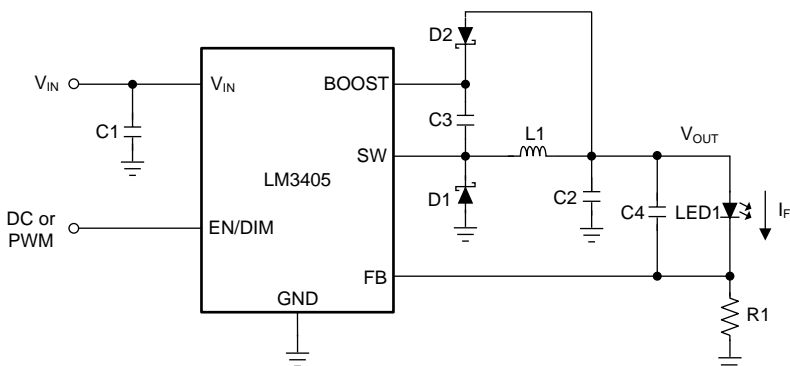 D2
V_IN
V_IN
BOOST
C1
C3
L1
V_OUT
SW
LM3405
D1
C2
C4
LED1
I_F
DC or
PWM
EN/DIM
FB
GND
R1